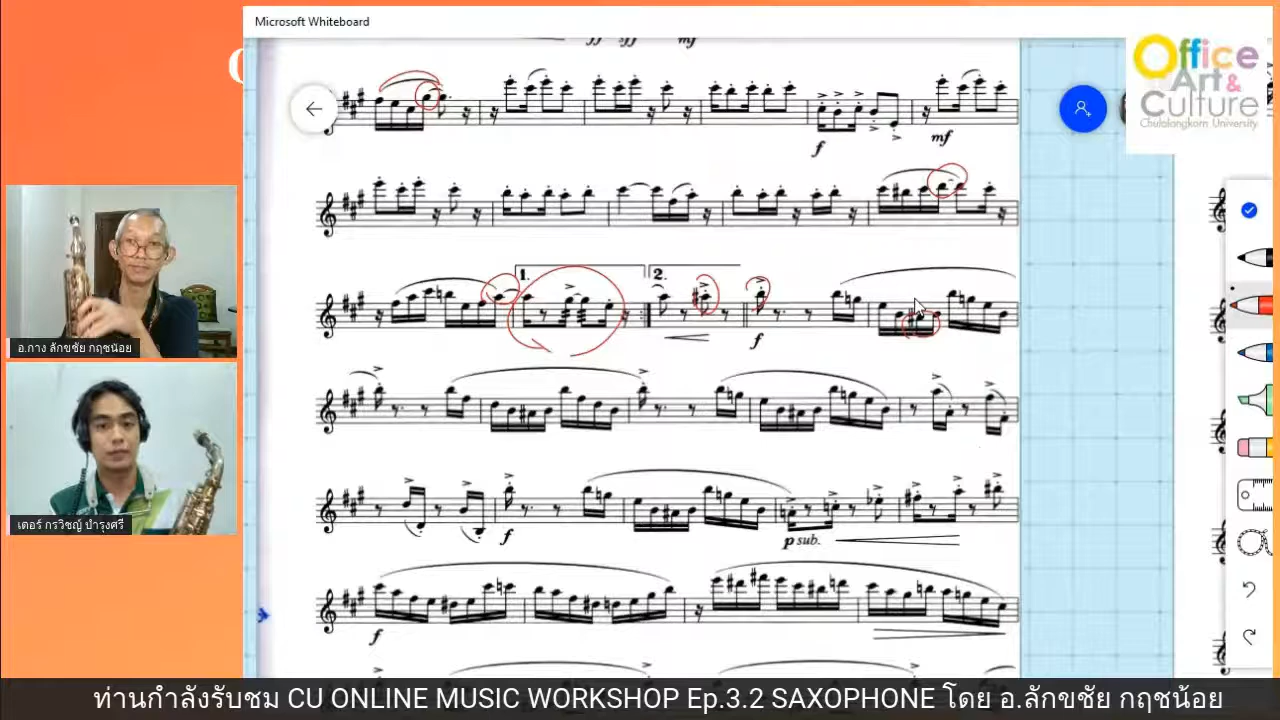 Microsoft Whiteboard
Office
Art &
Culture
Chulalongkorn University
mf
f
mf
1.
2.
f
f
p sub.
f
อ.กาง ลักขชัย กฤชน้อย
เตอร์ กรวิชญ์ บำรุงศรี
ท่านกำลังรับชม CU ONLINE MUSIC WORKSHOP Ep.3.2 SAXOPHONE โดย อ.ลักขชัย กฤชน้อย